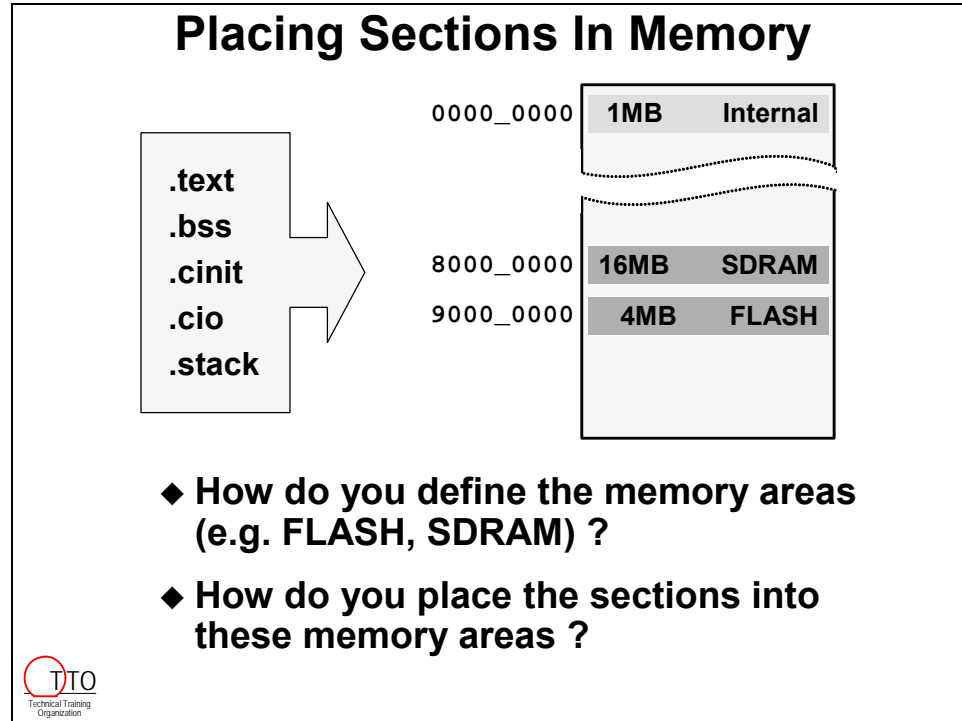 Placing Sections In Memory
0000_0000 1MB Internal
.text
.bss
.cinit
.cio
.stack
8000_0000 16MB SDRAM
9000_0000 4MB FLASH
◆ How do you define the memory areas
(e.g. FLASH, SDRAM) ?
◆ How do you place the sections into
these memory areas ?
TTO
Technical Training
Organization